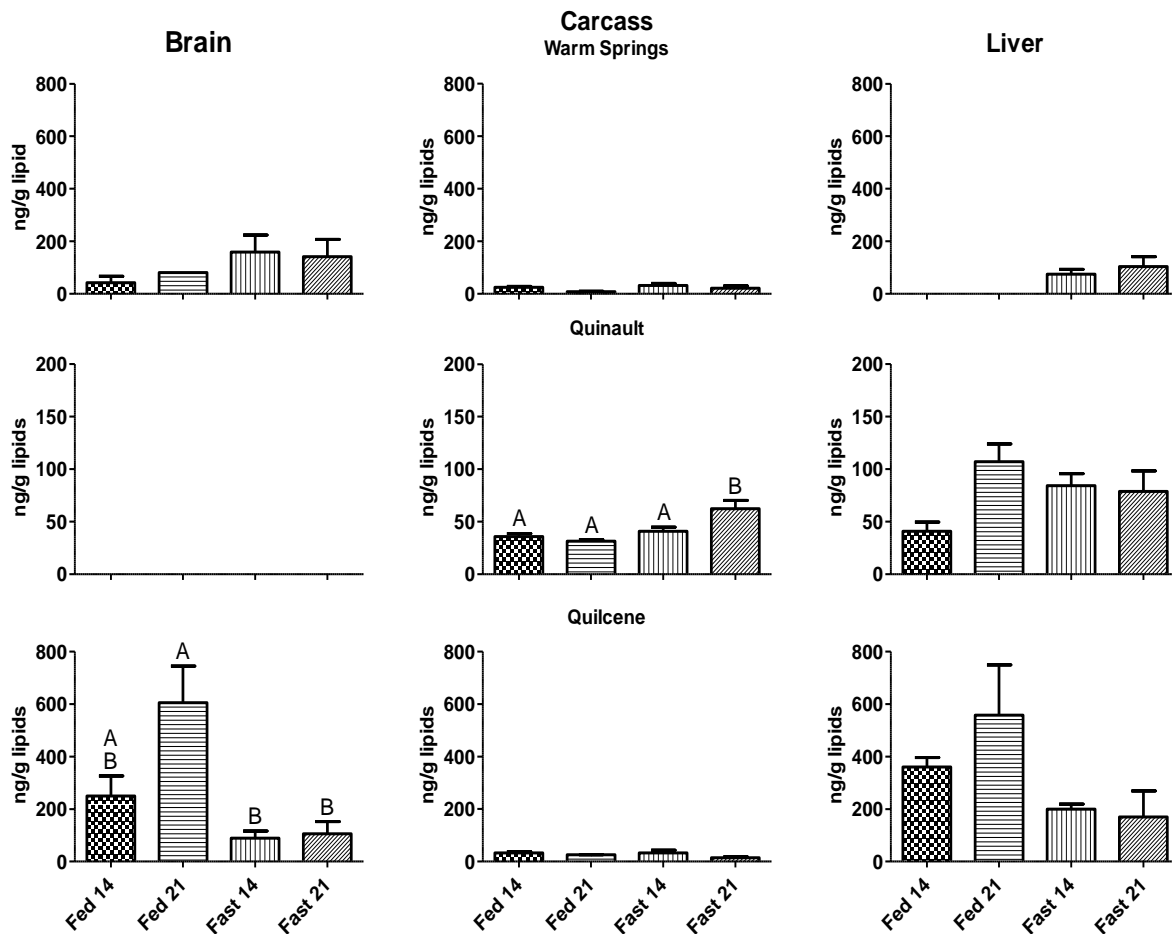 Brain
Carcass
Warm Springs
Liver
800
600
400
200
0
ng/g lipid
800
600
400
200
0
ng/g lipids
800
600
400
200
0
ng/g lipids
Quinault
200
150
100
50
0
ng/g lipids
200
150
100
50
0
ng/g lipids
A
A
A
B
200
150
100
50
0
ng/g lipids
Quilcene
800
600
400
200
0
ng/g lipids
A
B
A
B
B
Fed 14
Fed 21
Fast 14
Fast 21
800
600
400
200
0
ng/g lipids
Fed 14
Fed 21
Fast 14
Fast 21
800
600
400
200
0
ng/g lipids
Fed 14
Fed 21
Fast 14
Fast 21